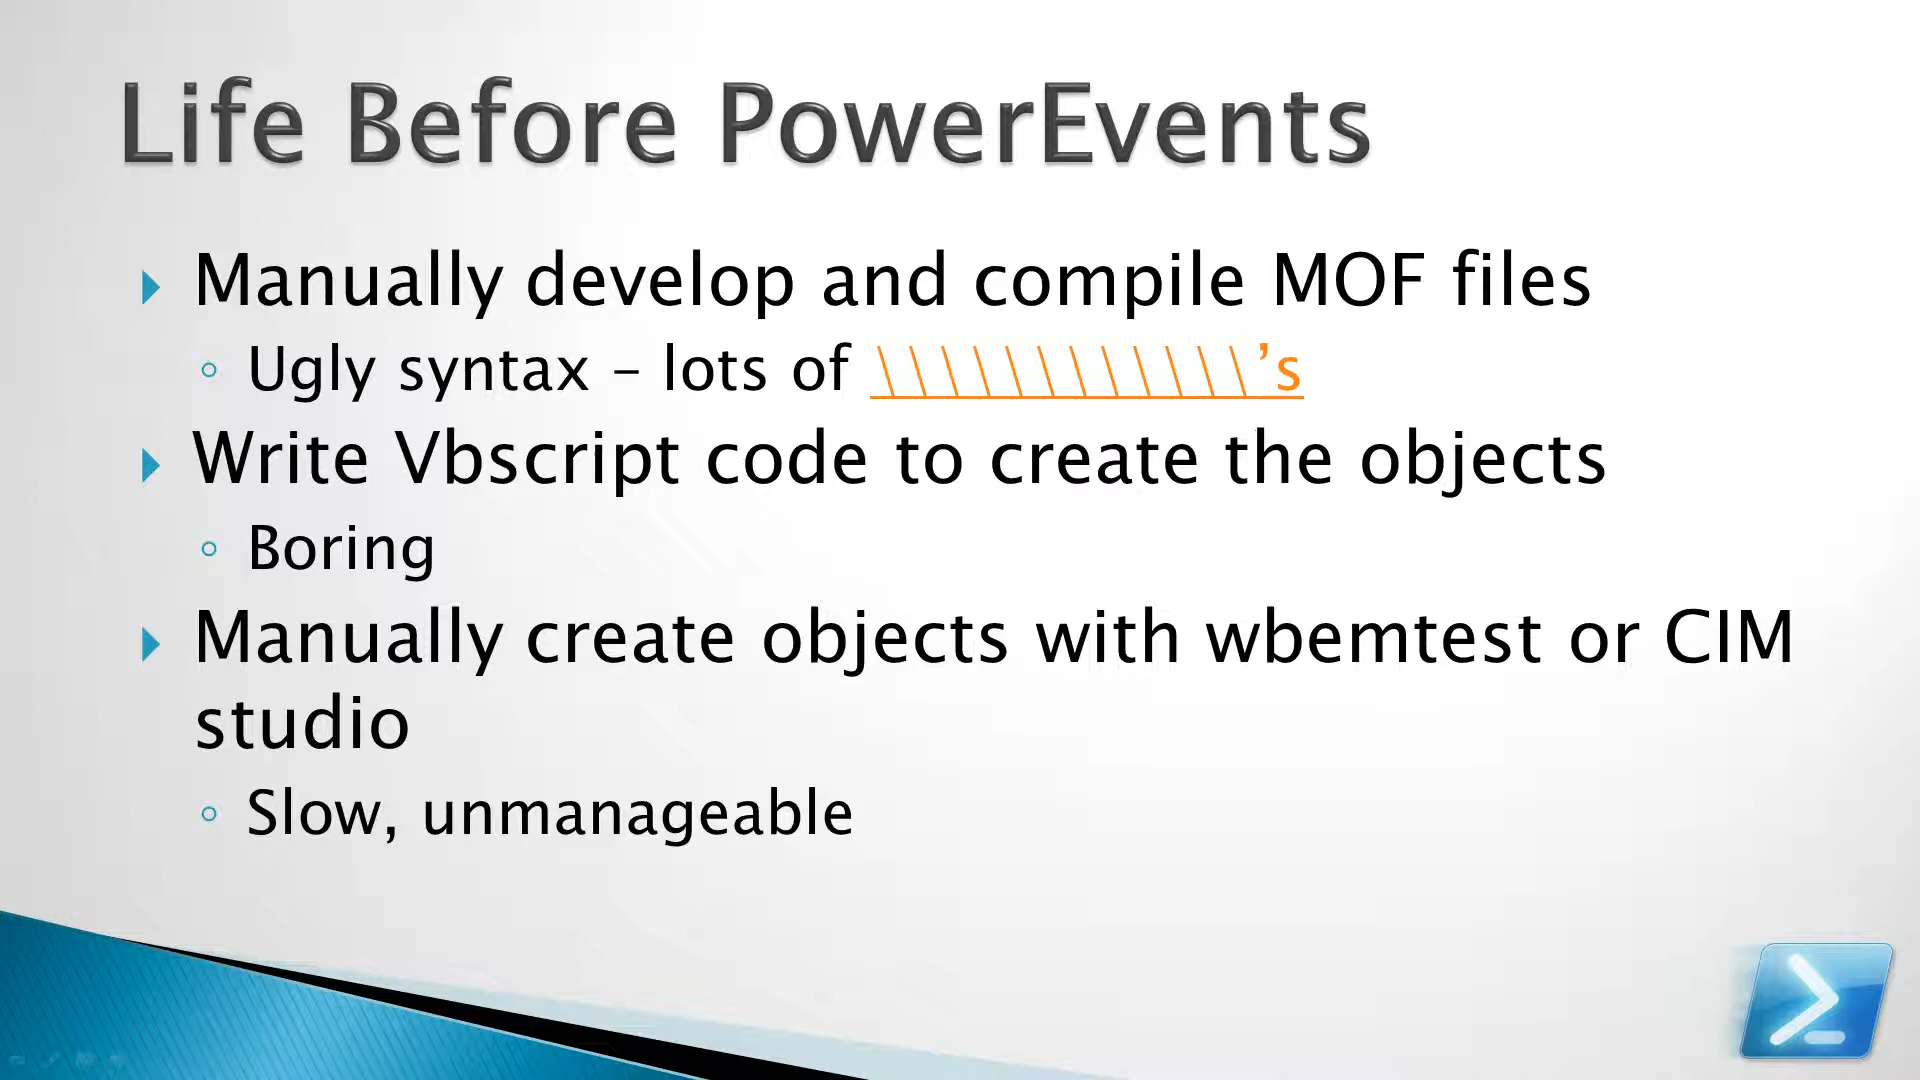 Life Before PowerEvents
Manually develop and compile MOF files
Ugly syntax – lots of \\\\\\\\\\\\’s
Write Vbscript code to create the objects
Boring
Manually create objects with wbemtest or CIM
studio
Slow, unmanageable